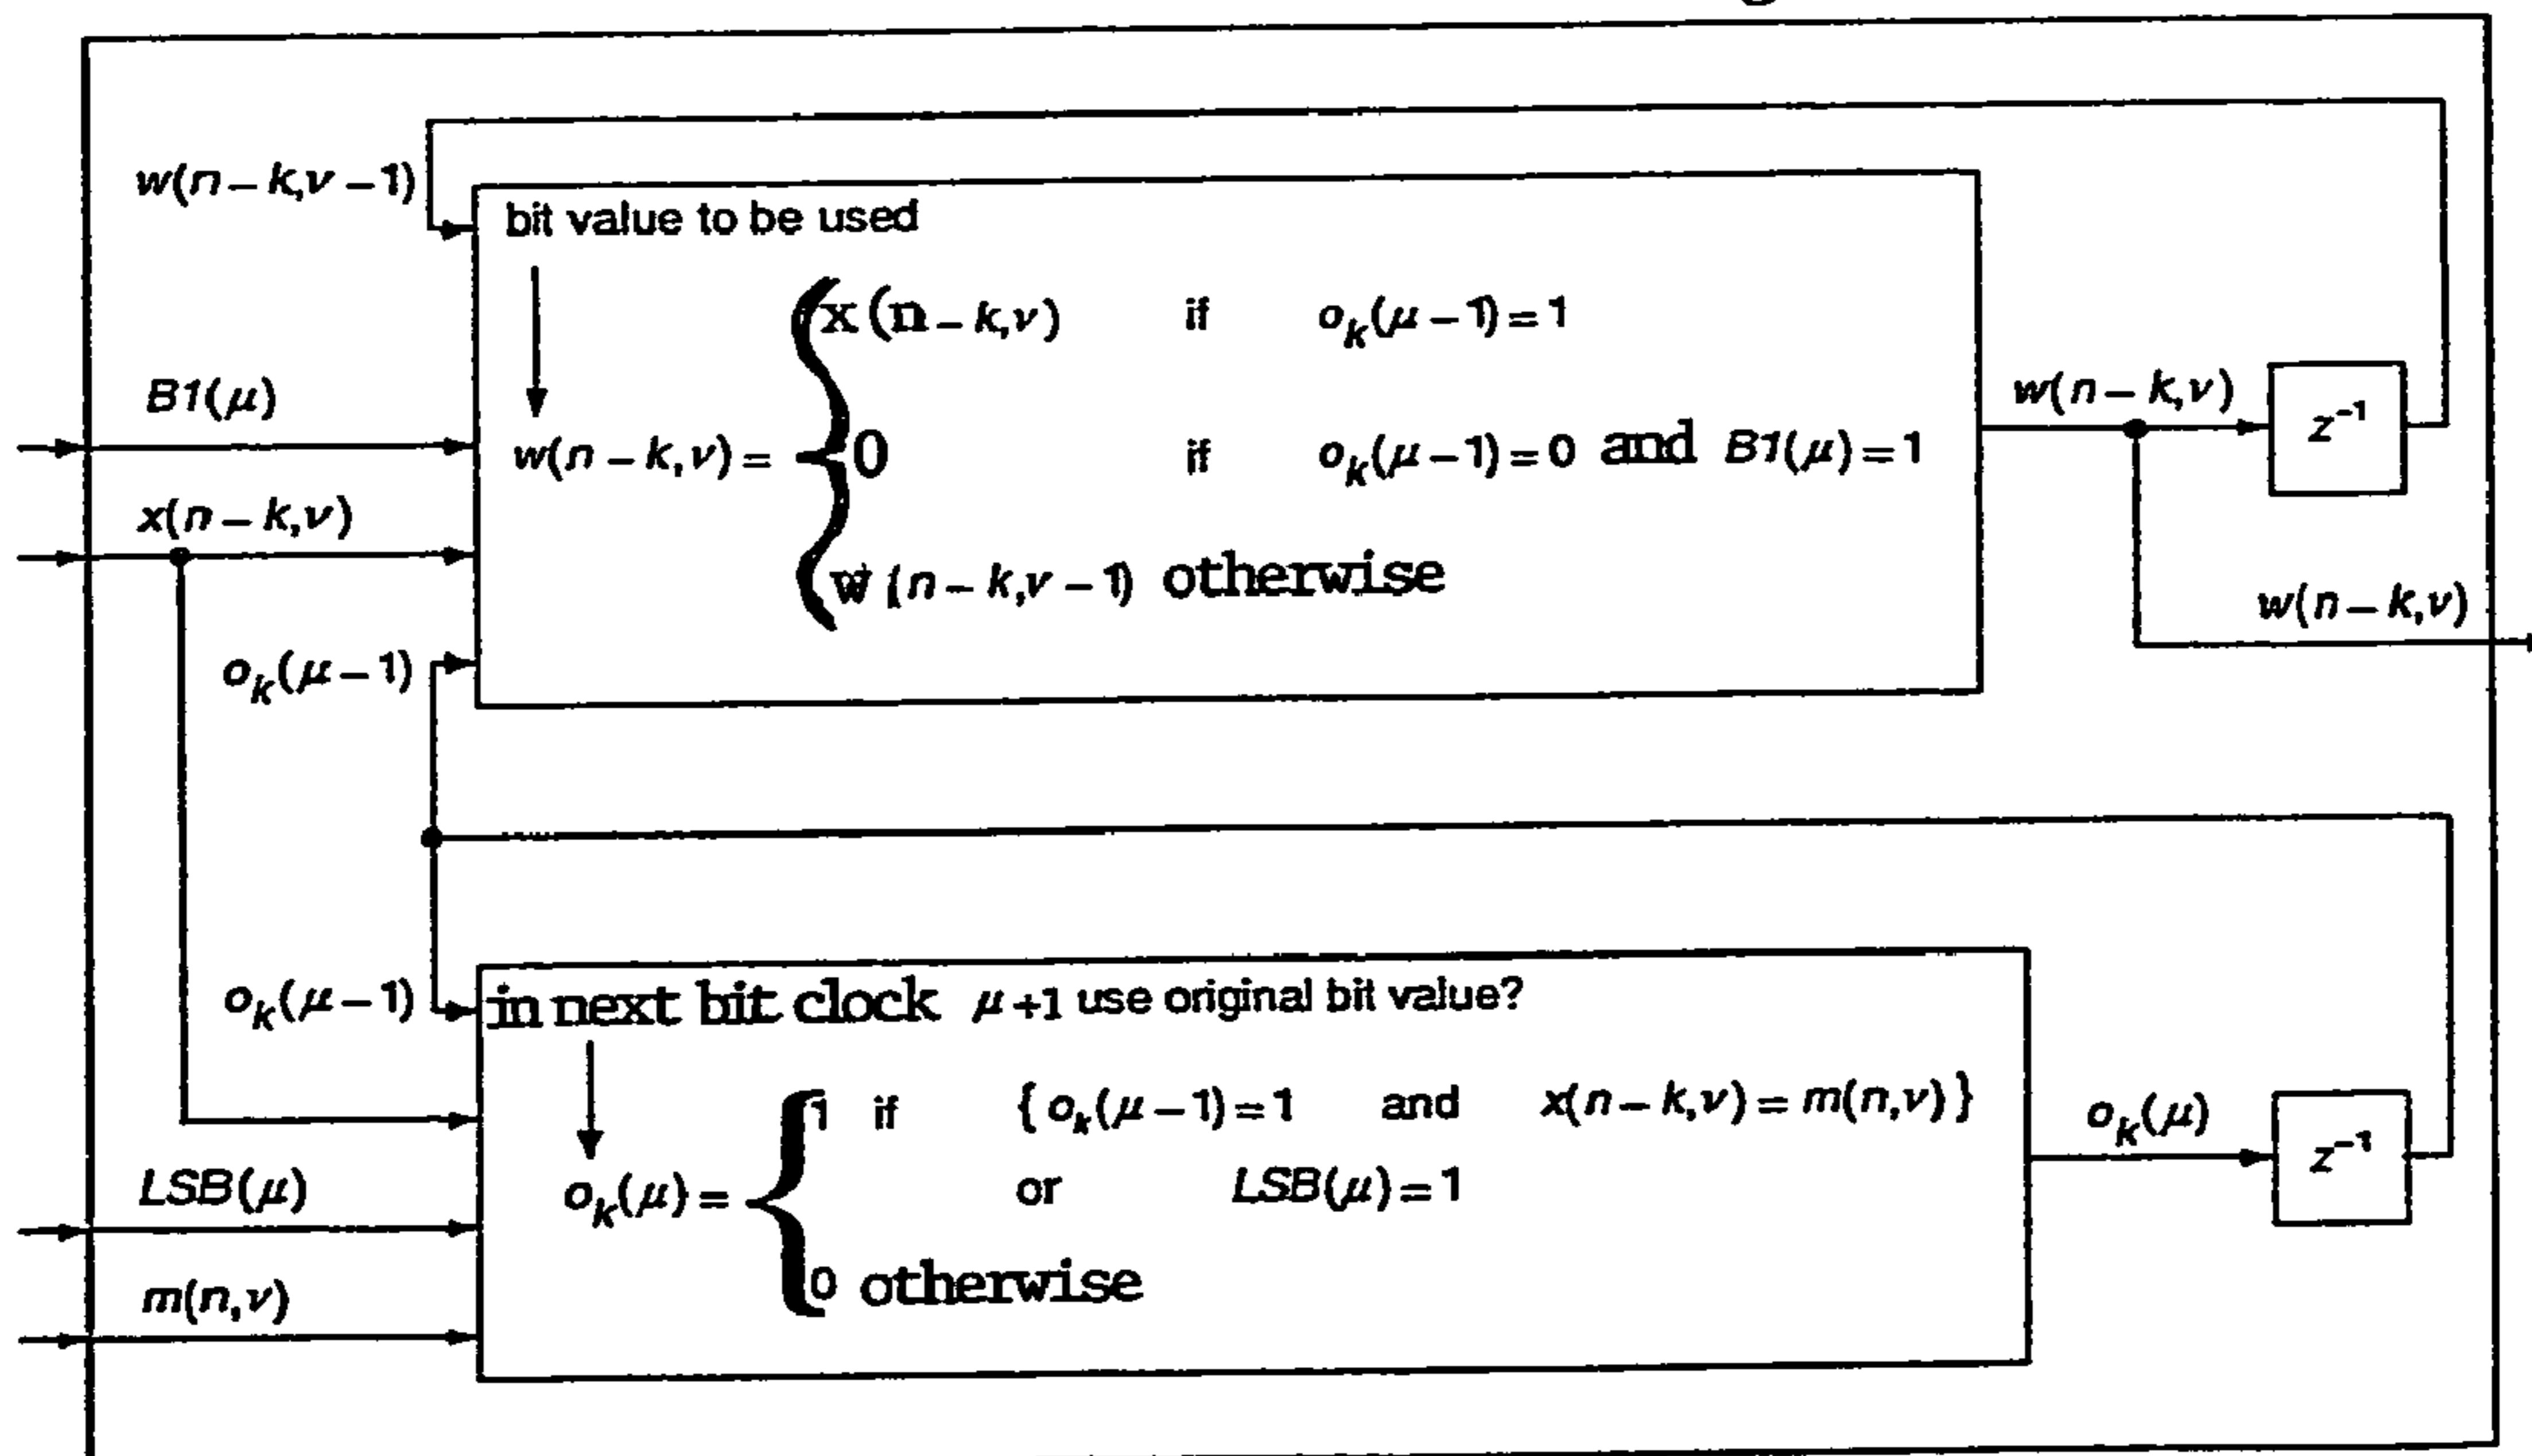 w(n – k,ν – 1)
bit value to be used
x(n – k,ν) if o_k(μ – 1) = 1
B1(μ)
w(n – k,ν)
z⁻¹
w(n – k, ν) = 0 if o_k(μ – 1) = 0 and B1(μ) = 1
x(n – k,ν)
w(n – k,ν – 1) otherwise
w(n – k,ν)
o_k(μ – 1)
o_k(μ – 1)
in next bit clock μ +1 use original bit value?
1 if { o_k(μ – 1) = 1 and x(n – k,ν) = m(n,ν) }
o_k(μ)
z⁻¹
LSB(μ)
o_k(μ) = or LSB(μ) = 1
0 otherwise
m(n,ν)